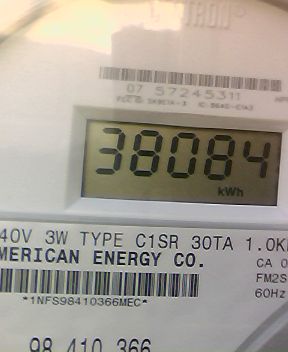 TRON
07 57245311
38084
kWh
40V 3W TYPE C1SR 30TA 1.0K
MERICAN ENERGY CO.
CA 0
FM2S
*1NFS98410366MEC*
60Hz
98 410 366